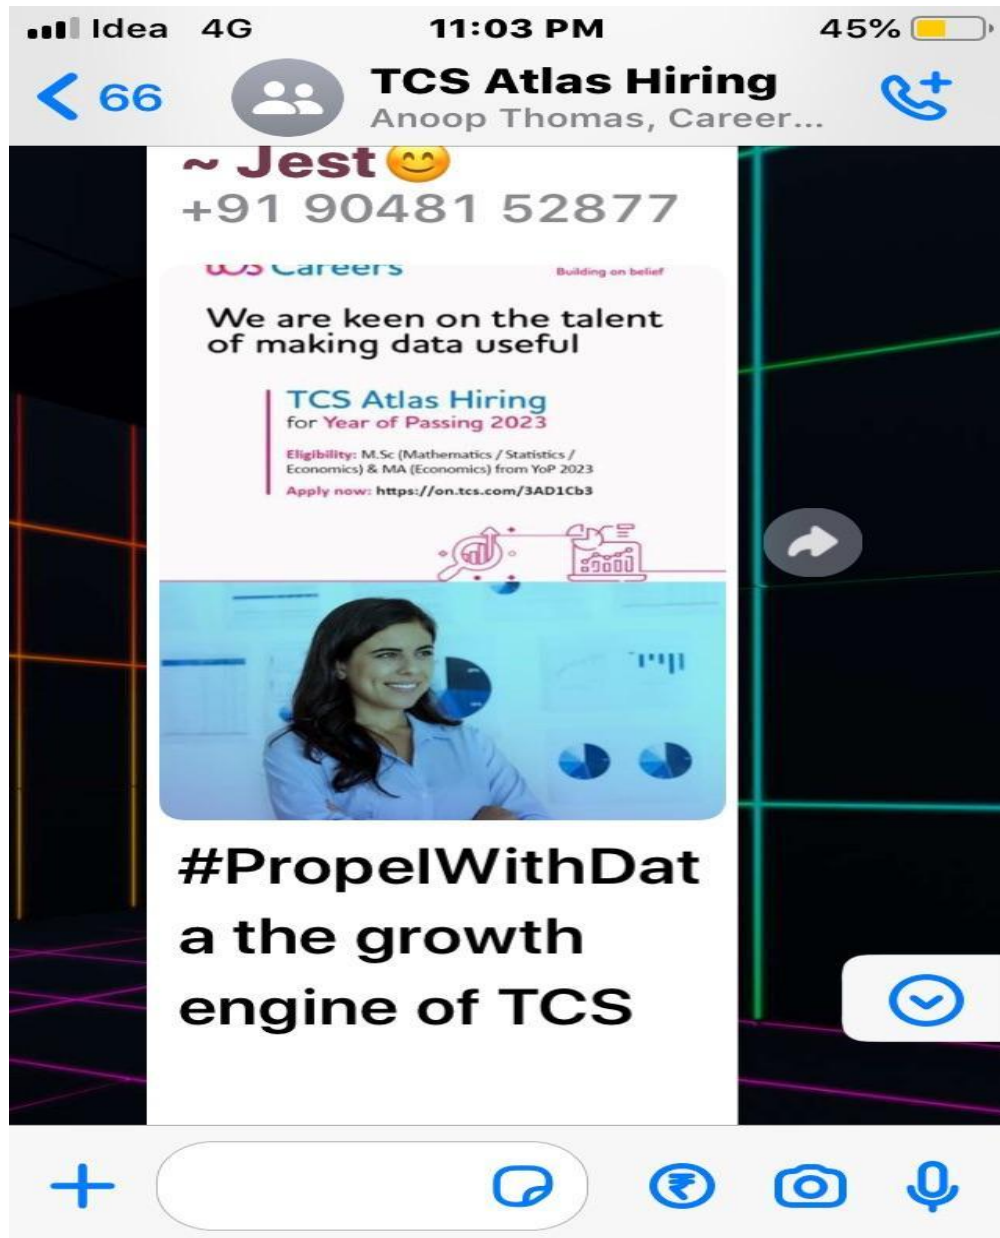 Idea 4G 11:03 PM 45%
66 TCS Atlas Hiring
Anoop Thomas, Career...
~ Jest😊
+91 90481 52877
tcs Careers Building on belief
We are keen on the talent
of making data useful
TCS Atlas Hiring
for Year of Passing 2023
Eligibility: M.Sc (Mathematics / Statistics /
Economics) & MA (Economics) from YoP 2023
Apply now: https://on.tcs.com/3AD1Cb3
#PropelWithDat
a the growth
engine of TCS